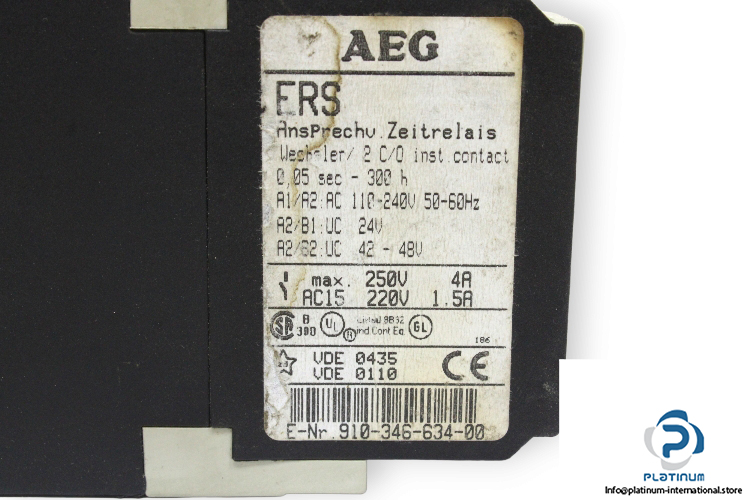 AEG
ERS
AnsPrechv.Zeitrelais
Wechsler/ 2 C/O inst.contact
0,05 sec - 300 h
A1/A2:AC 110-240V 50-60Hz
A2/B1:UC 24V
A2/B2:UC 42 - 48V
max. 250V 4A
AC15 220V 1.5A
SA B 300 UL ® Listed 9B32 Ind Cont Eq GL
186
VDE 0435
VDE 0110
CE
E-Nr.910-346-634-00
PLATINUM
Info@platinum-international.store